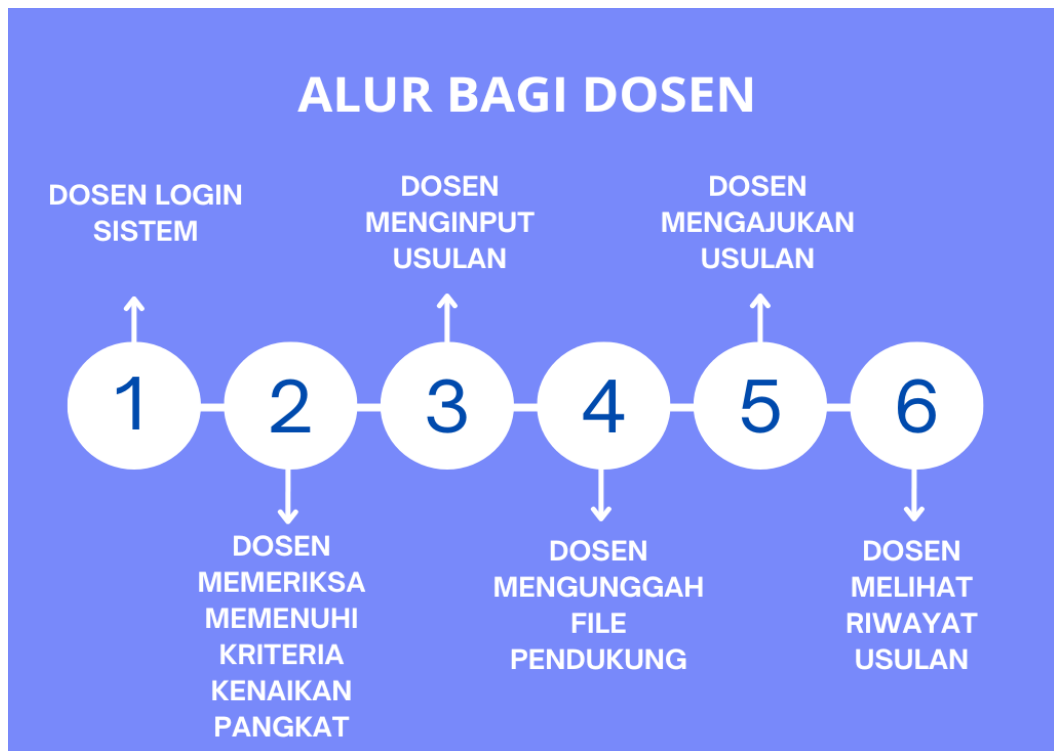 ALUR BAGI DOSEN
DOSEN LOGIN
SISTEM
1
2
DOSEN
MEMERIKSA
MEMENUHI
KRITERIA
KENAIKAN
PANGKAT
DOSEN
MENGINPUT
USULAN
3
4
DOSEN
MENGUNGGAH
FILE
PENDUKUNG
DOSEN
MENGAJUKAN
USULAN
5
6
DOSEN
MELIHAT
RIWAYAT
USULAN